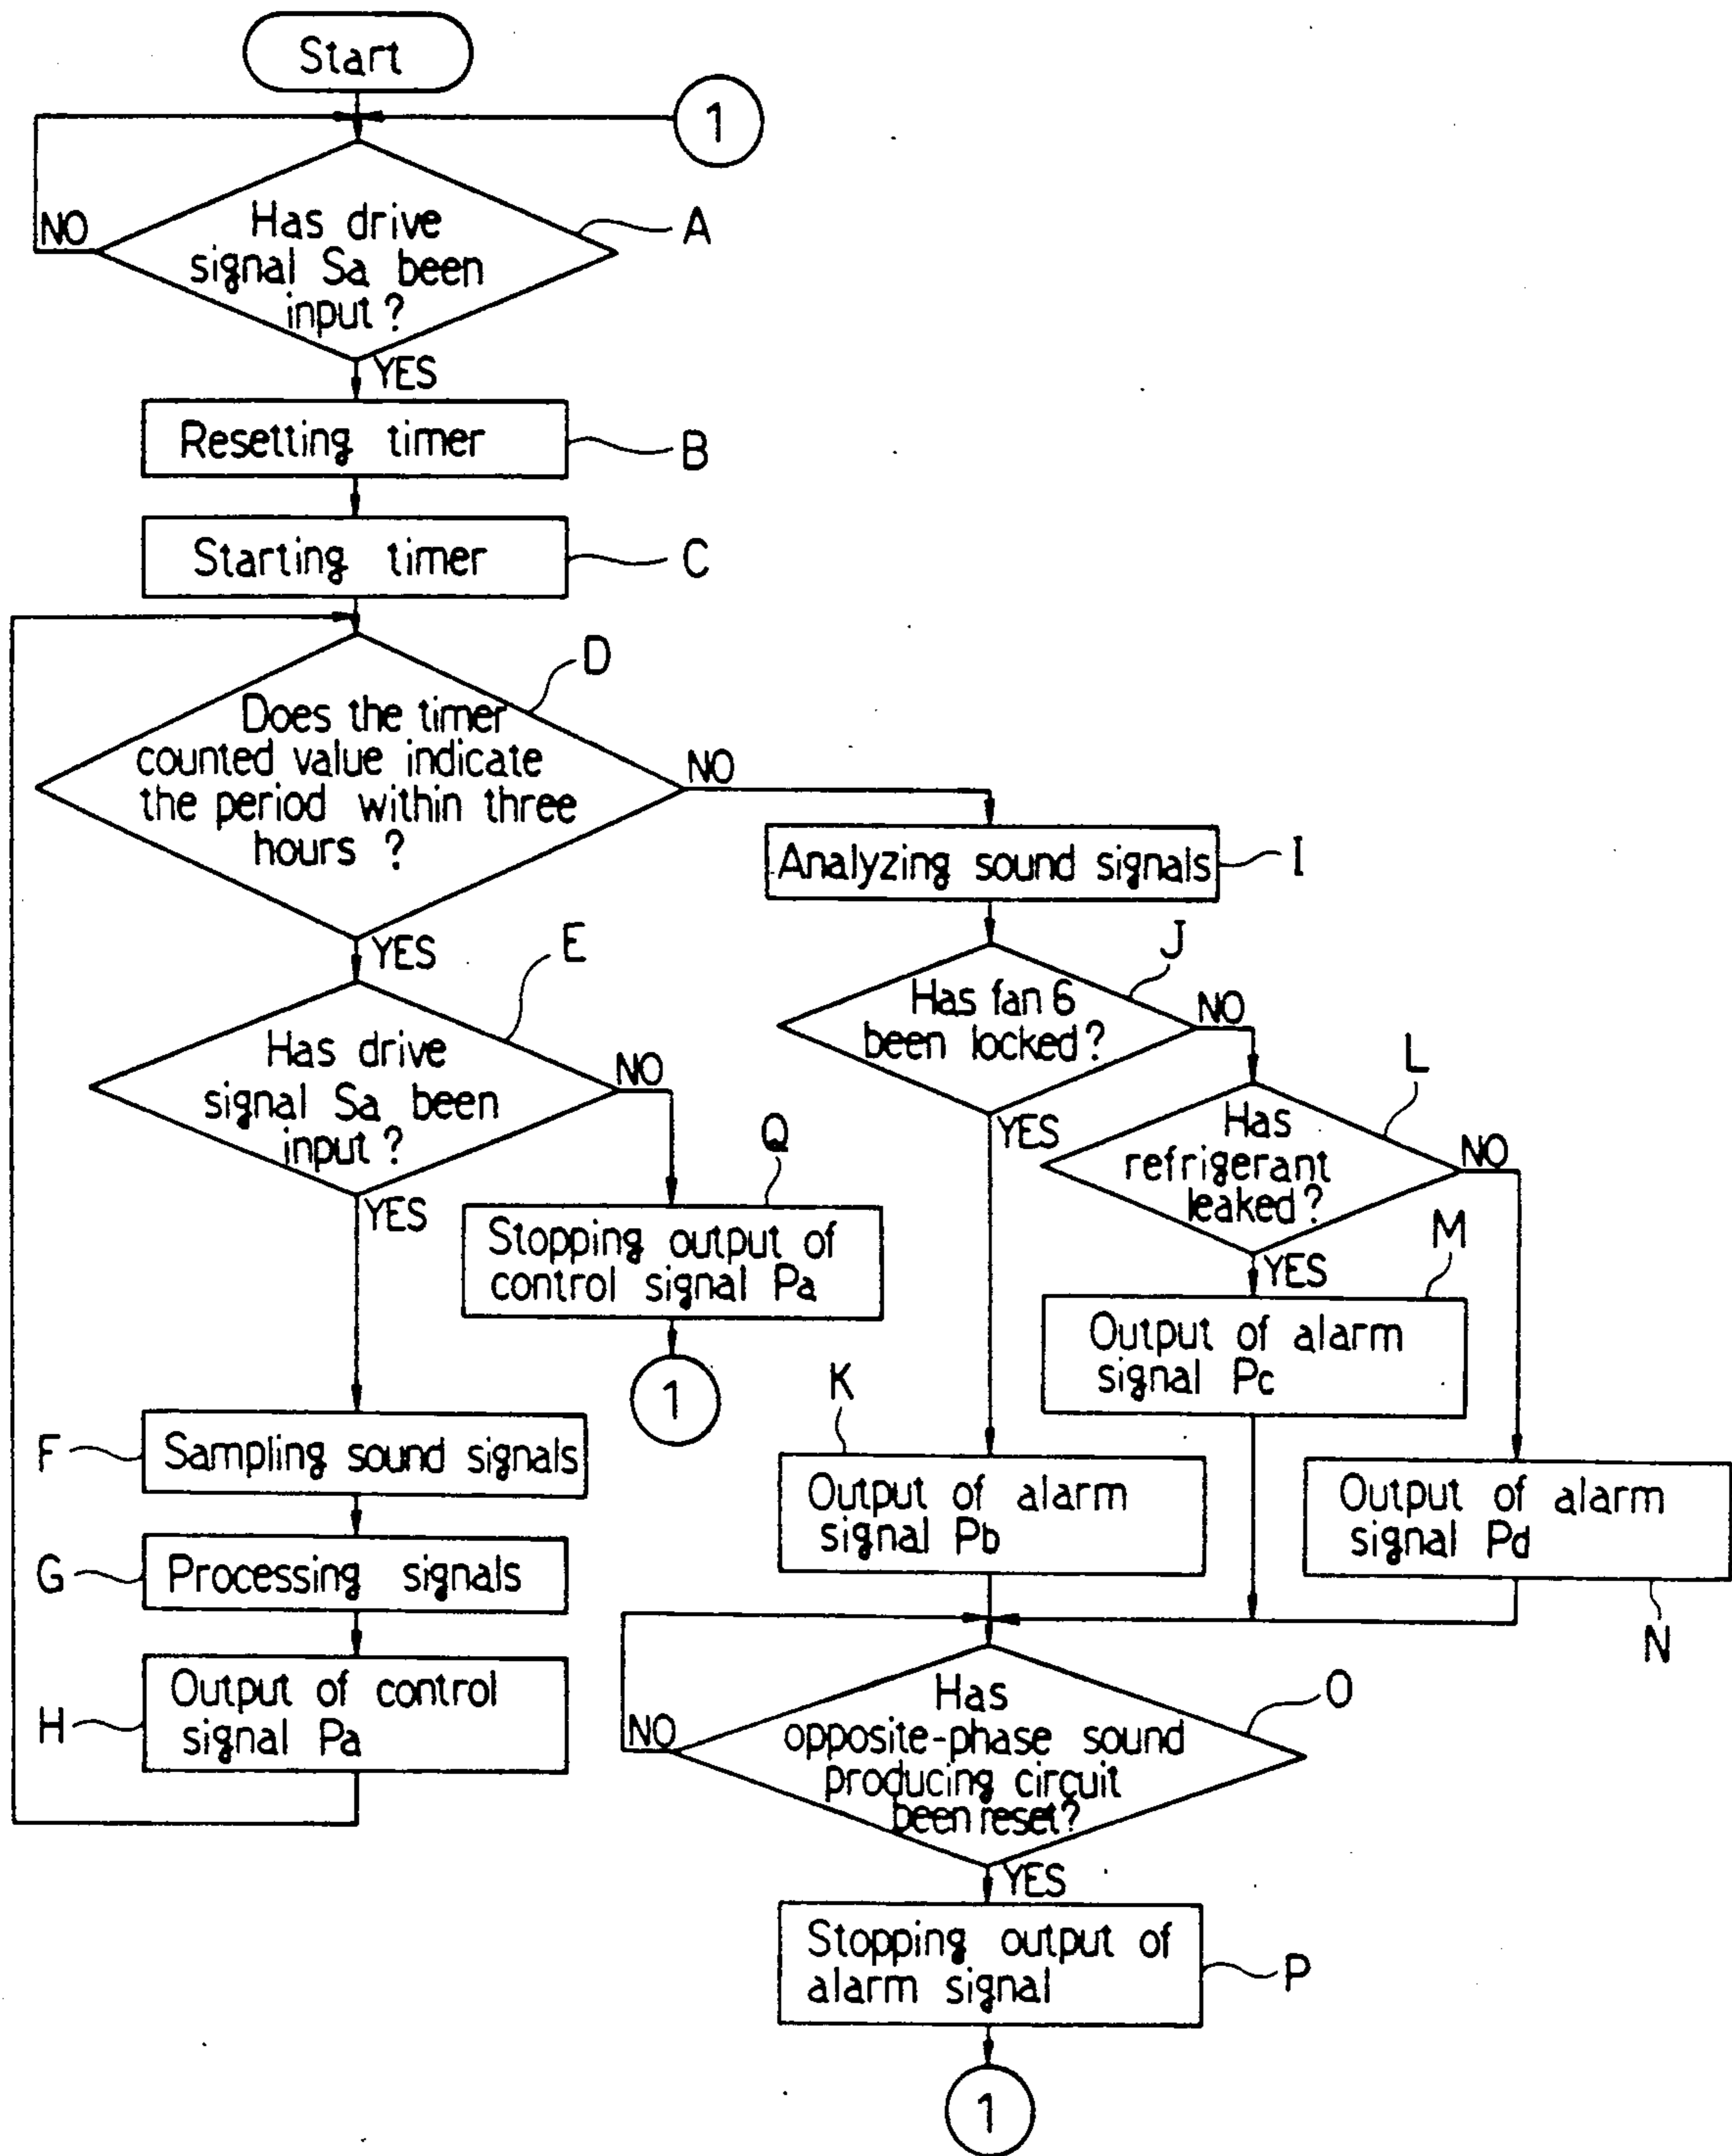 Start
1
Has drive
signal Sa been
input?
A
NO
YES
Resetting timer
B
Starting timer
C
Does the timer
counted value indicate
the period within three
hours ?
D
NO
YES
Has drive
signal Sa been
input?
E
NO
YES
Stopping output of
control signal Pa
Q
1
Sampling sound signals
F
Processing signals
G
Output of control
signal Pa
H
Analyzing sound signals
I
Has fan 6
been locked?
J
NO
YES
Has
refrigerant
leaked?
L
NO
YES
Output of alarm
signal Pc
M
Output of alarm
signal Pb
K
Output of alarm
signal Pd
N
Has
opposite-phase sound
producing circuit
been reset?
O
NO
YES
Stopping output of
alarm signal
P
1